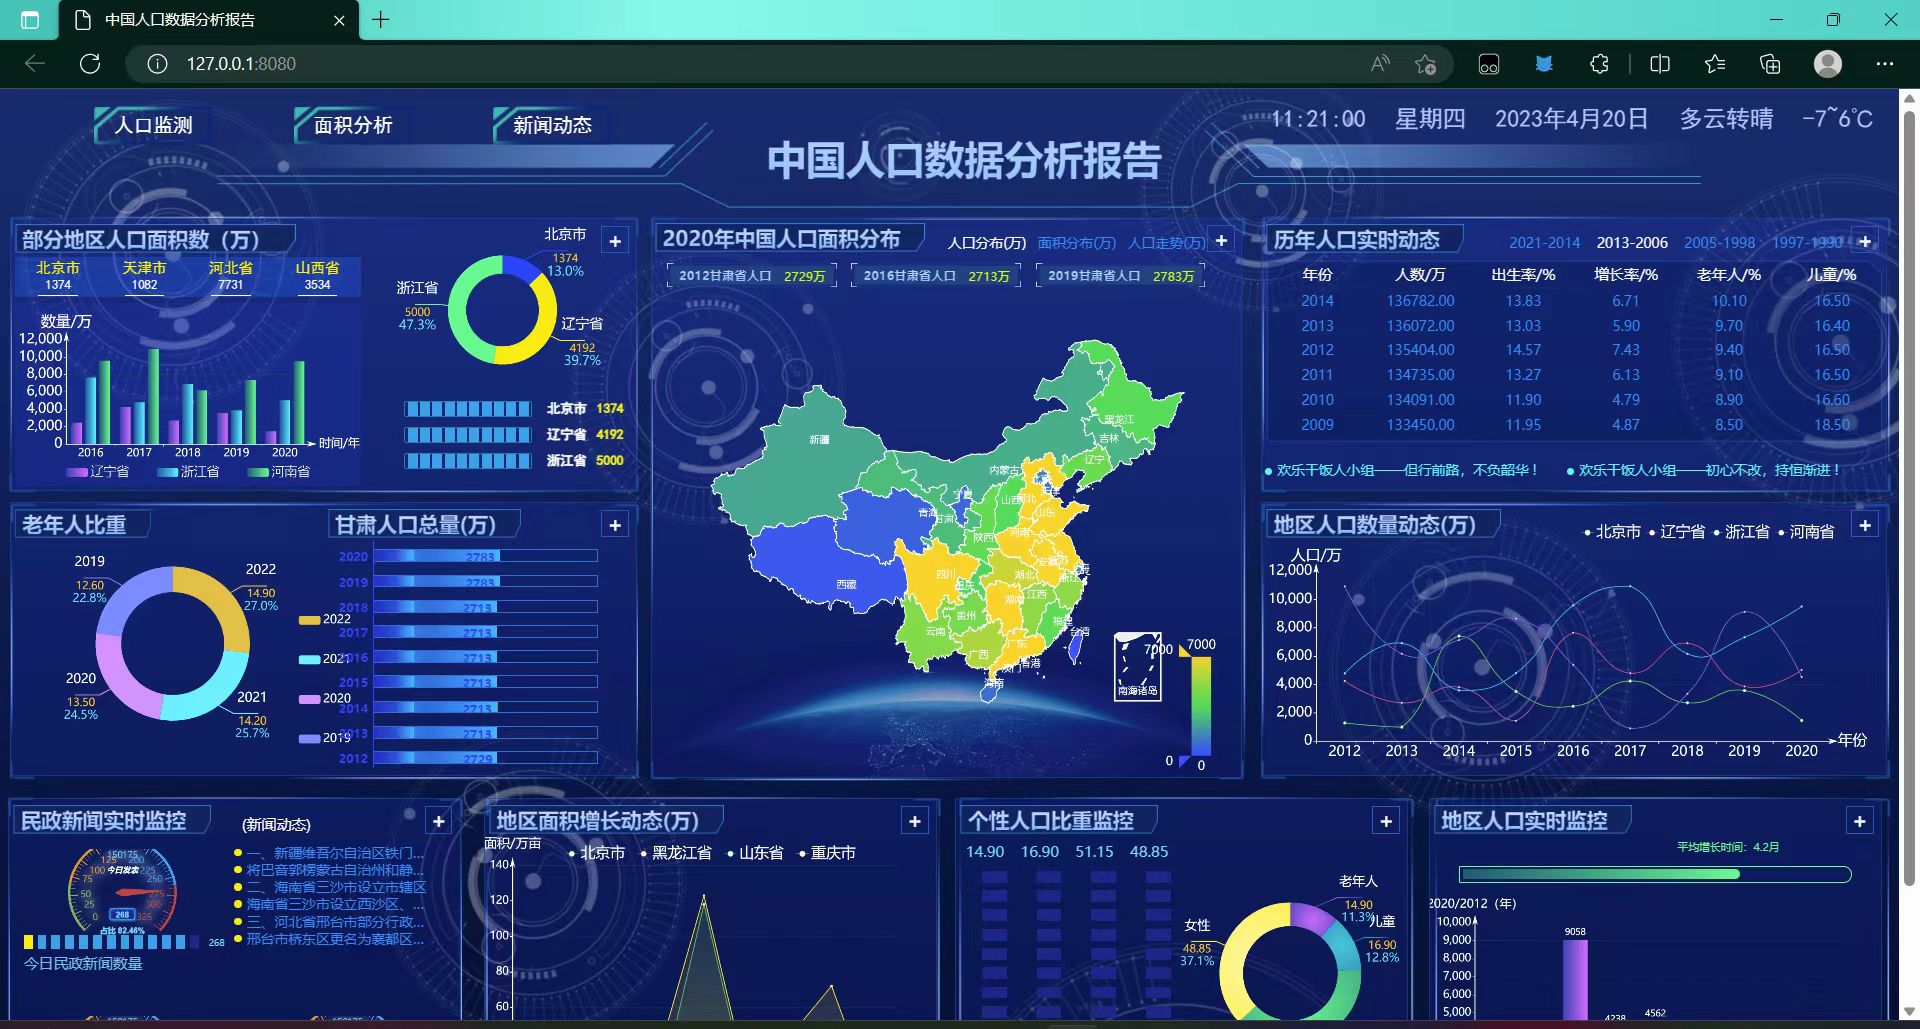 中国人口数据分析报告
127.0.0.1:8080
人口监测
面积分析
新闻动态
中国人口数据分析报告
11:21:00 星期四 2023年4月20日 多云转晴 -7~6℃
部分地区人口面积数（万）
北京市 天津市 河北省 山西省
1374 1082 7731 3534
数量/万
12,000
10,000
8,000
6,000
4,000
2,000
0
2016 2017 2018 2019 2020
时间/年
辽宁省 浙江省 河南省
北京市
1374
13.0%
浙江省
5000
47.3%
辽宁省
4192
39.7%
北京市 1374
辽宁省 4192
浙江省 5000
2020年中国人口面积分布
人口分布(万) 面积分布(万) 人口走势(万)
2012甘肃省人口 2729万
2016甘肃省人口 2713万
2019甘肃省人口 2783万
黑龙江
吉林
辽宁
新疆
内蒙古
宁夏
山西
河北
山东
青海
甘肃
陕西
河南
西藏
四川
重庆
湖北
安徽
浙江
湖南
江西
贵州
云南
福建
台湾
广西
广东
香港
澳门
海南
南海诸岛
7000
7000
0
0
历年人口实时动态
2021-2014 2013-2006 2005-1998 1997-1990
年份 人数/万 出生率/% 增长率/% 老年人/% 儿童/%
2014 136782.00 13.83 6.71 10.10 16.50
2013 136072.00 13.03 5.90 9.70 16.40
2012 135404.00 14.57 7.43 9.40 16.50
2011 134735.00 13.27 6.13 9.10 16.50
2010 134091.00 11.90 4.79 8.90 16.60
2009 133450.00 11.95 4.87 8.50 18.50
欢乐干饭人小组——但行前路，不负韶华！
欢乐干饭人小组——初心不改，持恒渐进！
老年人比重
2019
12.60
22.8%
2022
14.90
27.0%
2020
13.50
24.5%
2021
14.20
25.7%
2022
2021
2020
2019
甘肃人口总量(万)
2020 2783
2019 2783
2018 2713
2017 2713
2016 2713
2015 2713
2014 2713
2013 2713
2012 2729
地区人口数量动态(万)
北京市 辽宁省 浙江省 河南省
人口/万
12,000
10,000
8,000
6,000
4,000
2,000
0
2012 2013 2014 2015 2016 2017 2018 2019 2020
年份
民政新闻实时监控
(新闻动态)
150175
125 200
100 今日发表 225
75 250
50 275
25 300
0 325
268
占比 82.46%
268
今日民政新闻数量
一、新疆维吾尔自治区铁门...
将巴音郭楞蒙古自治州和静...
二、海南省三沙市设立市辖区
海南省三沙市设立西沙区、...
三、河北省邢台市部分行政...
邢台市桥东区更名为襄都区...
150175
150175
地区面积增长动态(万)
面积/万亩
北京市 黑龙江省 山东省 重庆市
140
120
100
80
60
个性人口比重监控
14.90 16.90 51.15 48.85
老年人
14.90
11.3%
儿童
16.90
12.8%
女性
48.85
37.1%
地区人口实时监控
平均增长时间：4.2月
2020/2012（年）
10,000
9,000
8,000
7,000
6,000
5,000
9058
4238
4562